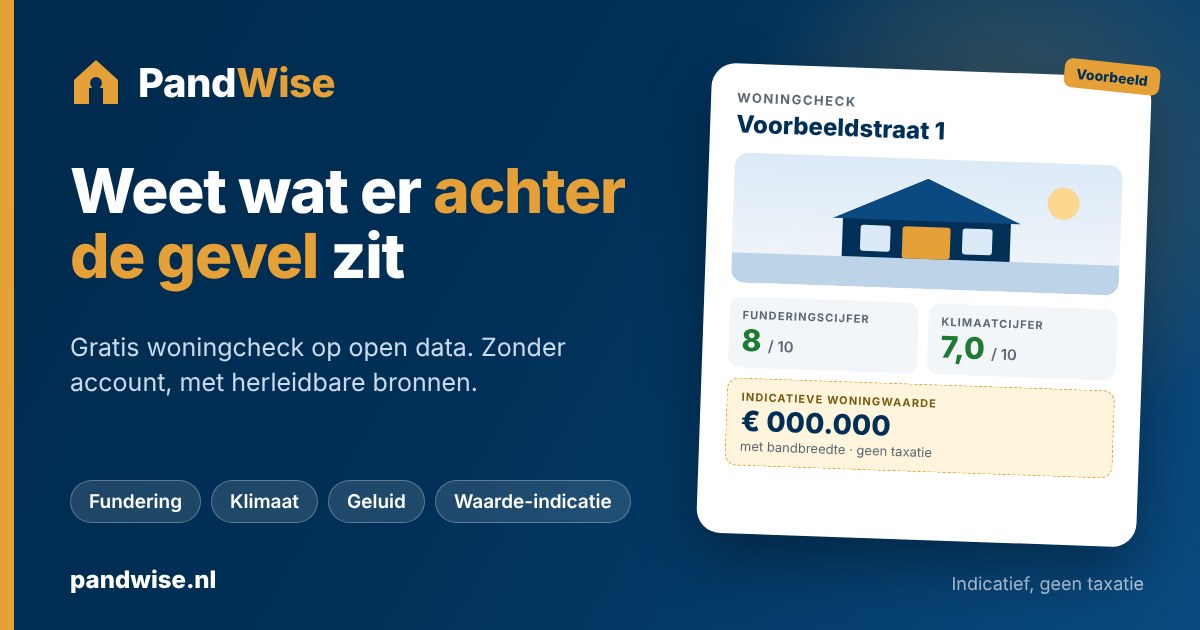 PandWise
Weet wat er achter
de gevel zit
Gratis woningcheck op open data. Zonder
account, met herleidbare bronnen.
Fundering Klimaat Geluid Waarde-indicatie
pandwise.nl
Voorbeeld
WONINGCHECK
Voorbeeldstraat 1
FUNDERINGSCIJFER
8 / 10
KLIMAATCIJFER
7,0 / 10
INDICATIEVE WONINGWAARDE
€ 000.000
met bandbreedte · geen taxatie
Indicatief, geen taxatie